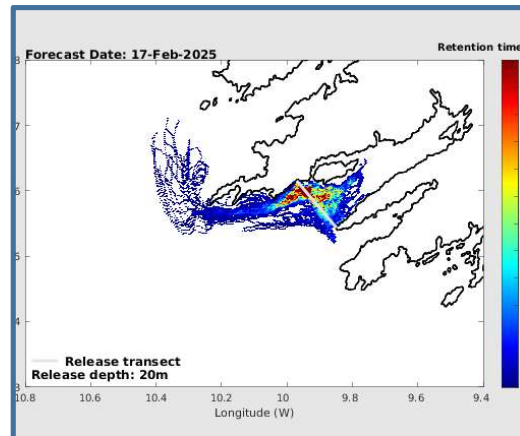 Retention time
Forecast Date: 17-Feb-2025
8
7
6
5
4
3
Release transect
Release depth: 20m
10.8 10.6 10.4 10.2 10 9.8 9.6 9.4
Longitude (W)